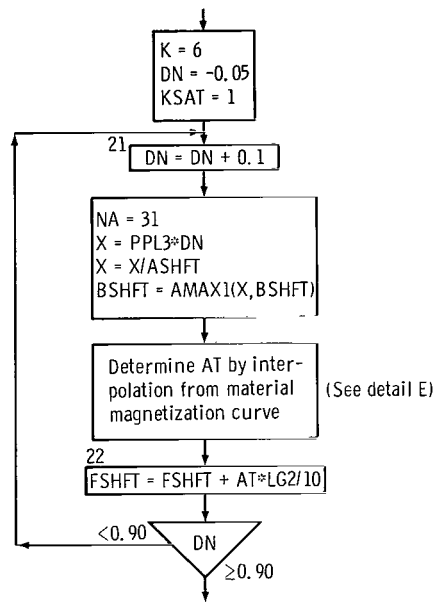 K = 6
DN = -0.05
KSAT = 1
21
DN = DN + 0.1
NA = 31
X = PPL3*DN
X = X/ASHFT
BSHFT = AMAX1(X, BSHFT)
Determine AT by inter-
polation from material
magnetization curve
(See detail E)
22
FSHFT = FSHFT + AT*LG2/10
<0.90
DN
≥0.90